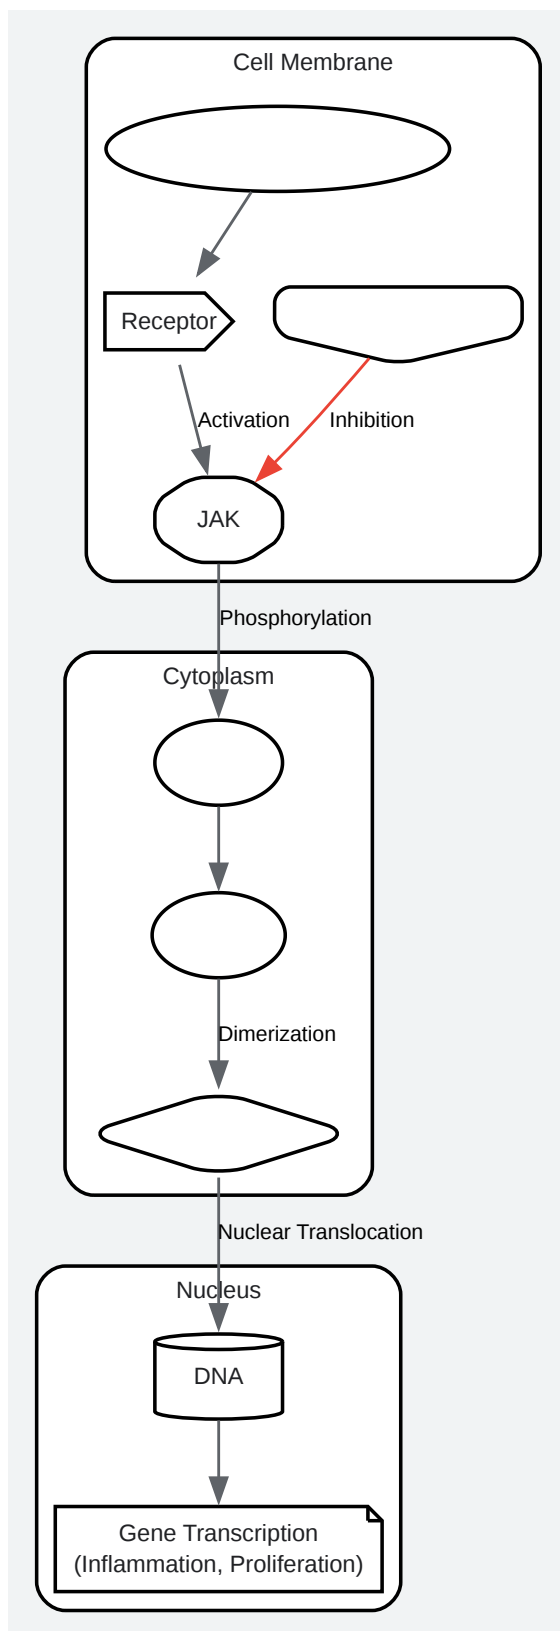 Cell Membrane
Receptor
Activation
Inhibition
JAK
Phosphorylation
Cytoplasm
Dimerization
Nuclear Translocation
Nucleus
DNA
Gene Transcription
(Inflammation, Proliferation)